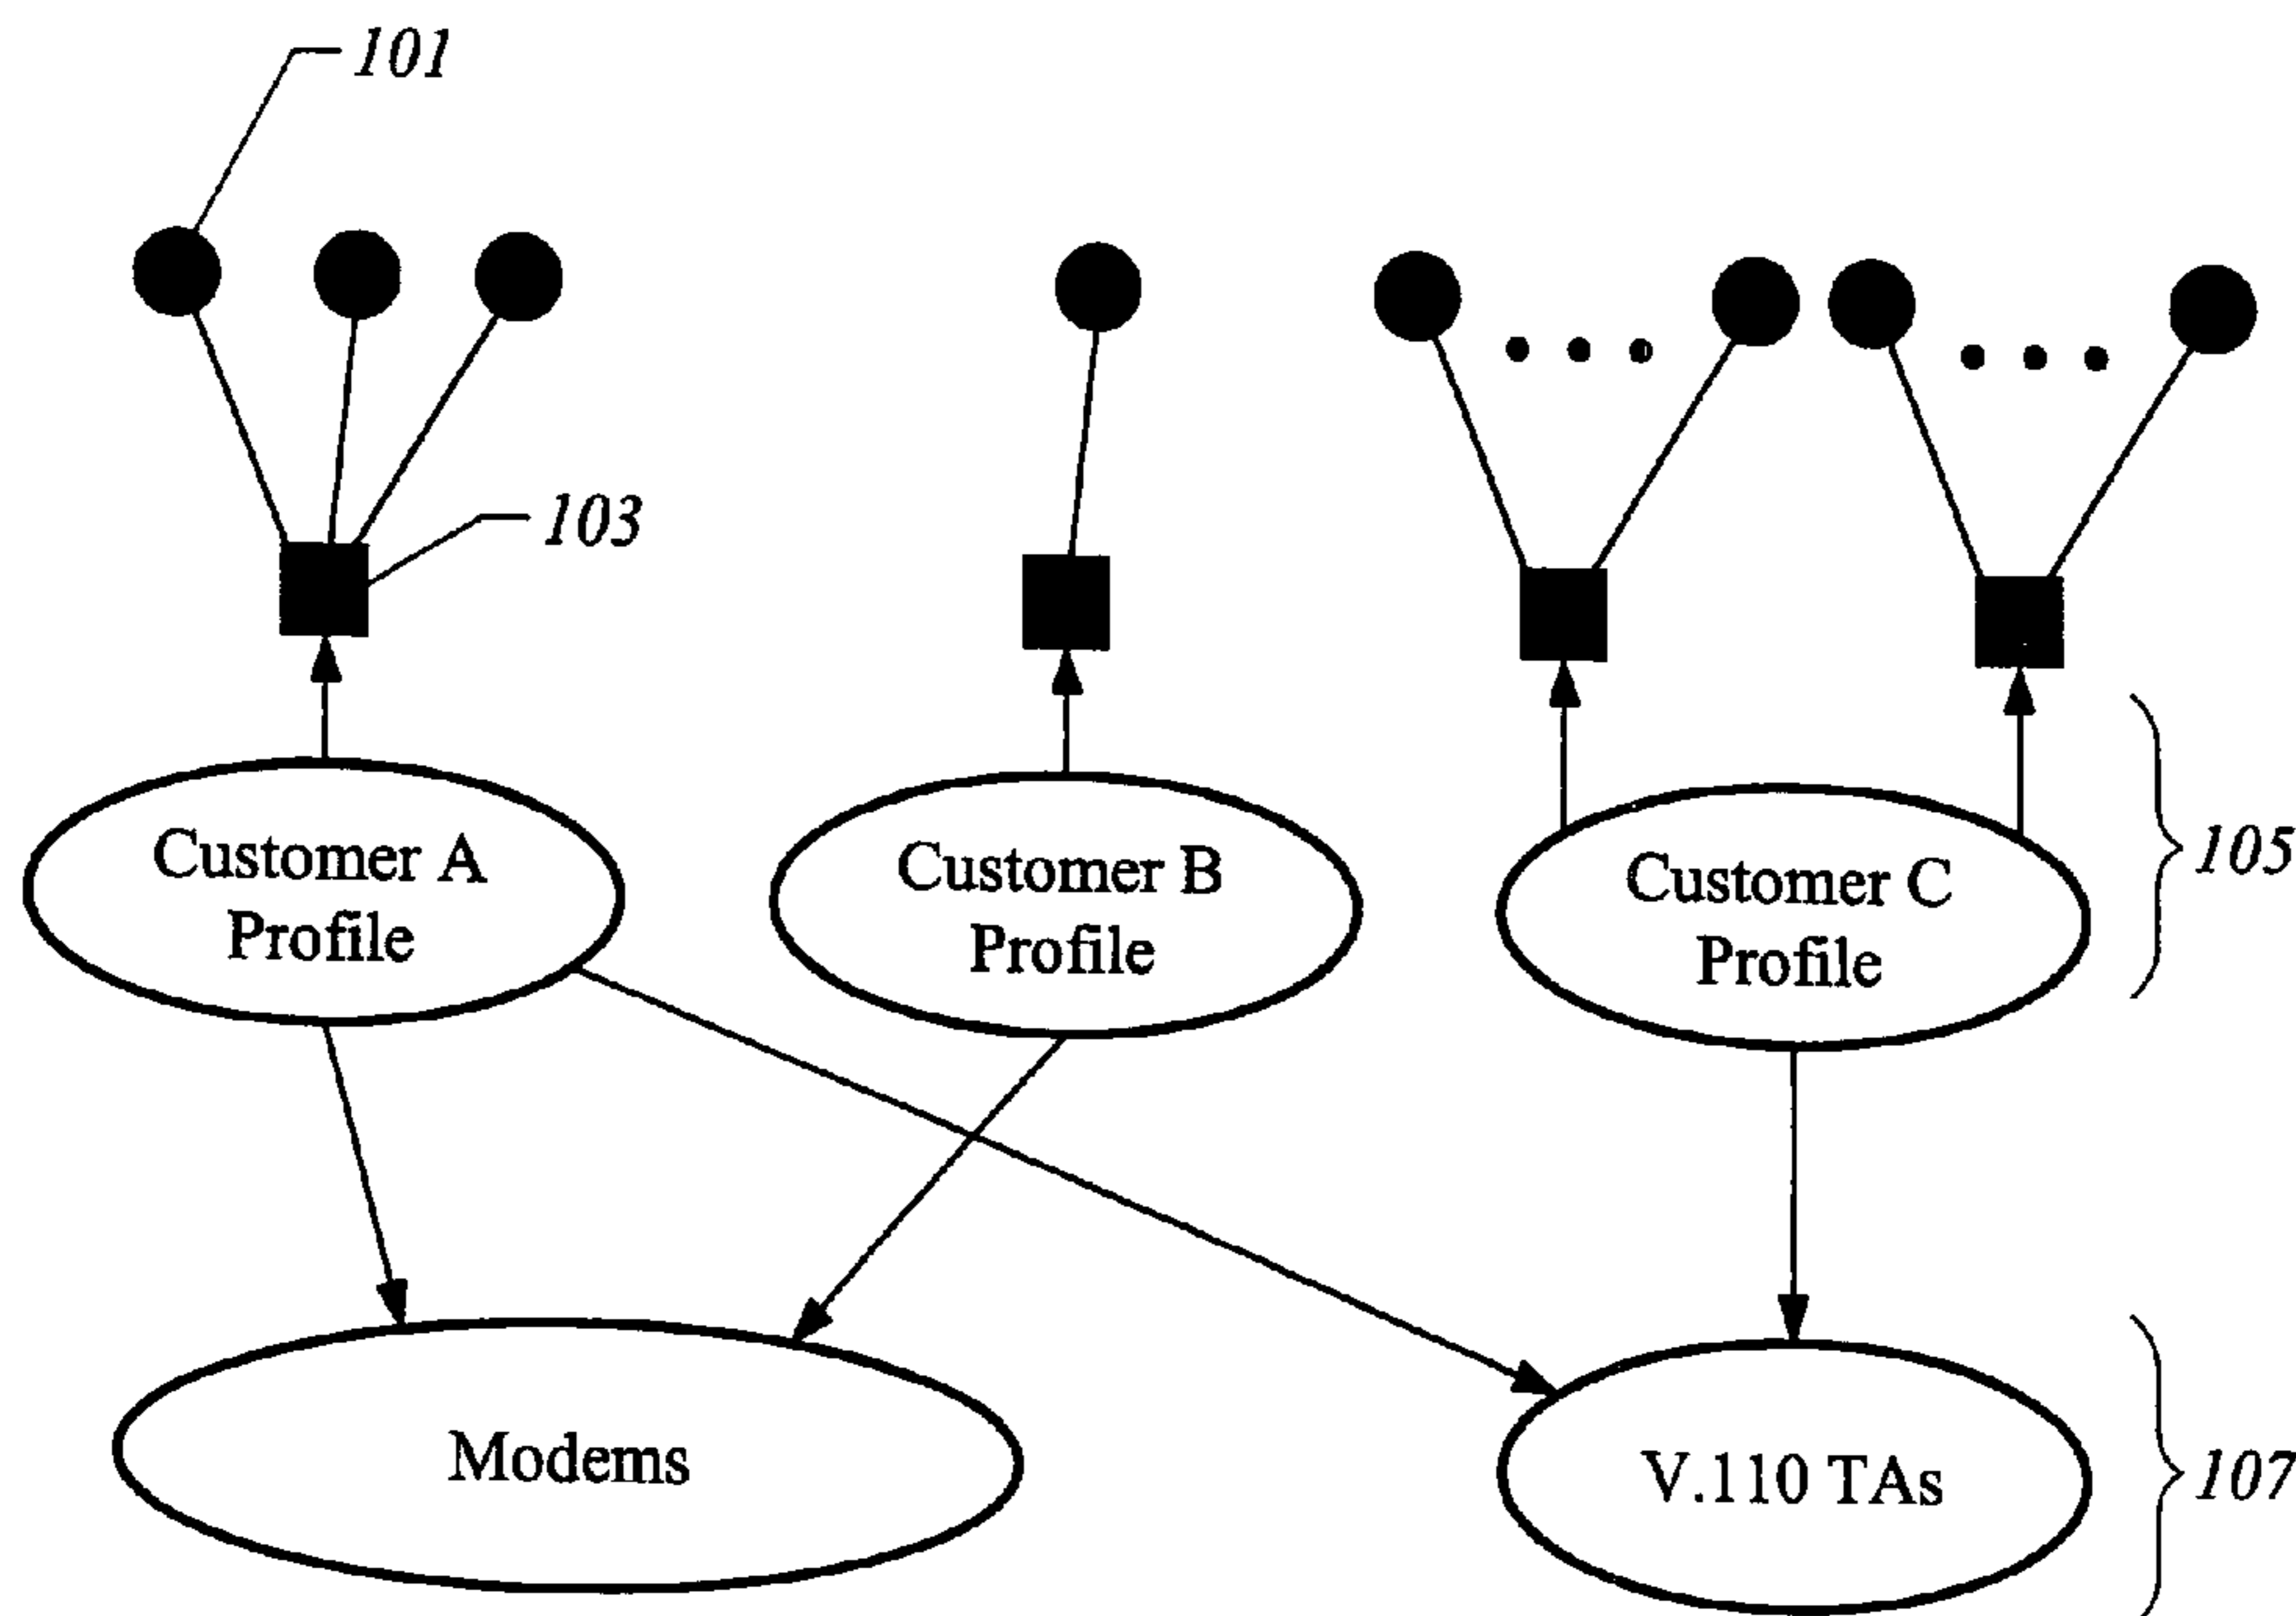 101
103
Customer A
Profile
Customer B
Profile
Customer C
Profile
105
Modems
V.110 TAs
107